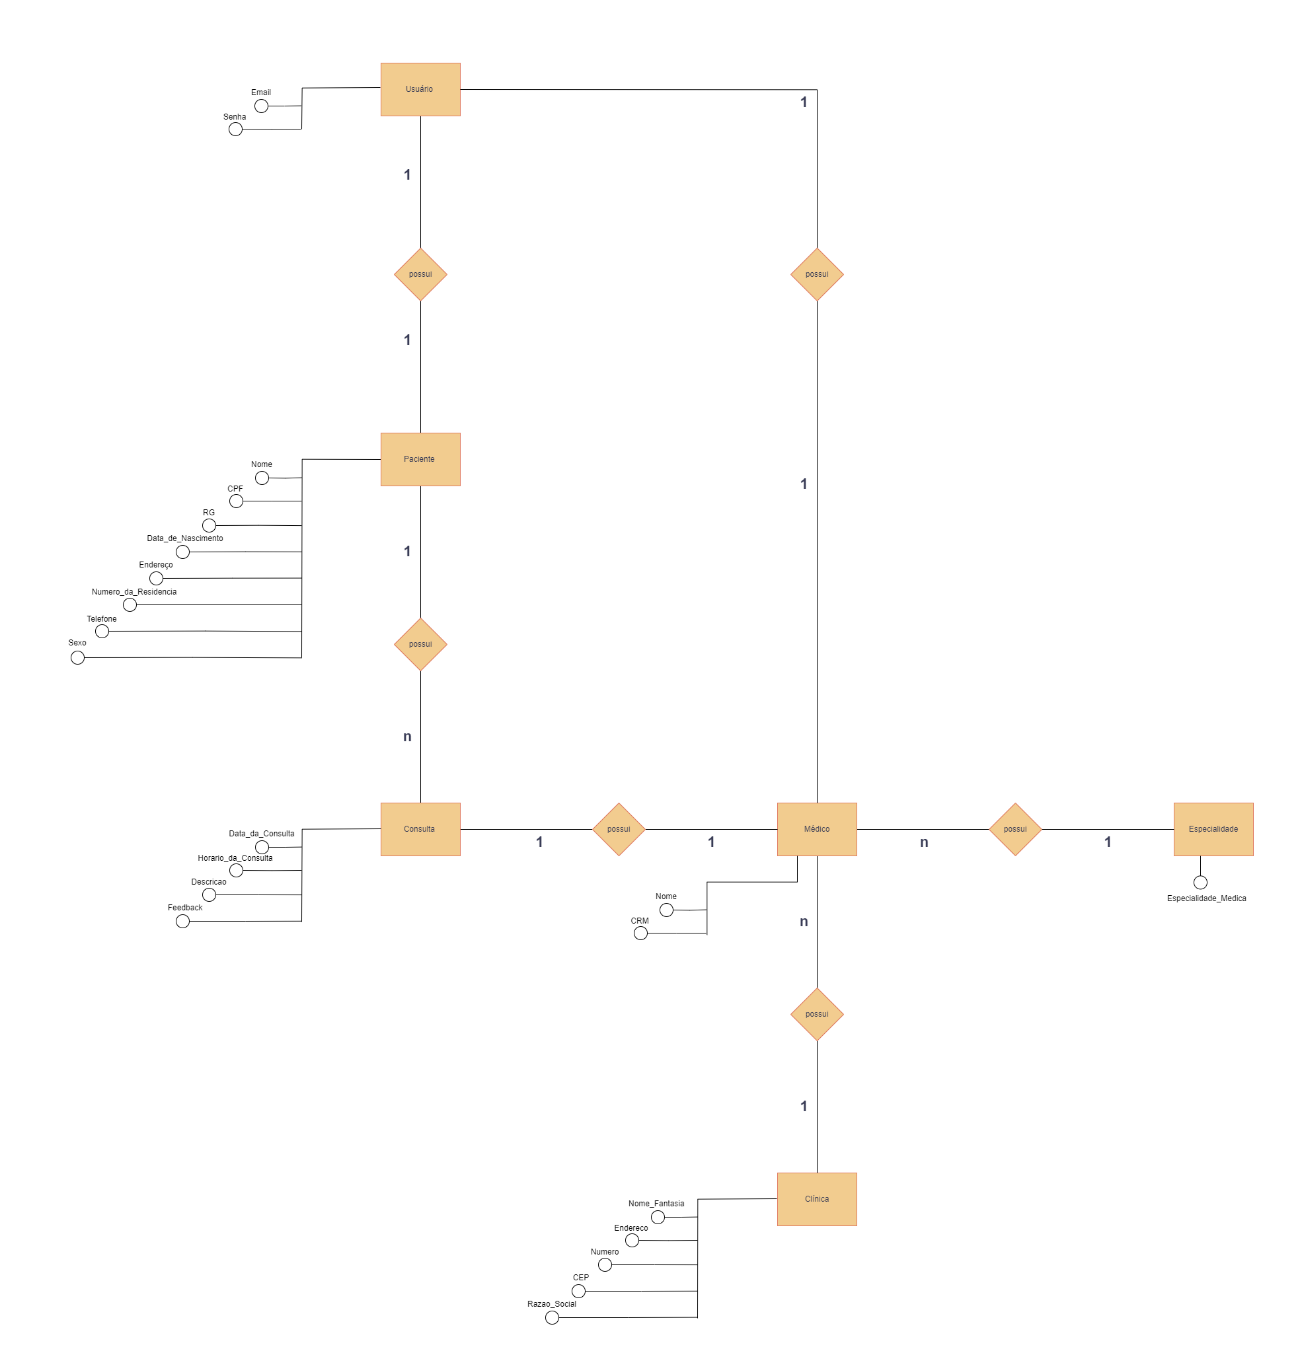 Usuário
Email
Senha
1
1
possui
possui
1
1
Paciente
Nome
CPF
RG
Data_de_Nascimento
Endereço
Numero_da_Residencia
Telefone
Sexo
1
possui
n
Consulta
Data_da_Consulta
Horario_da_Consulta
Descricao
Feedback
1
possui
1
Médico
Nome
CRM
n
possui
1
Especialidade
Especialidade_Medica
n
possui
1
Clínica
Nome_Fantasia
Endereco
Numero
CEP
Razao_Social